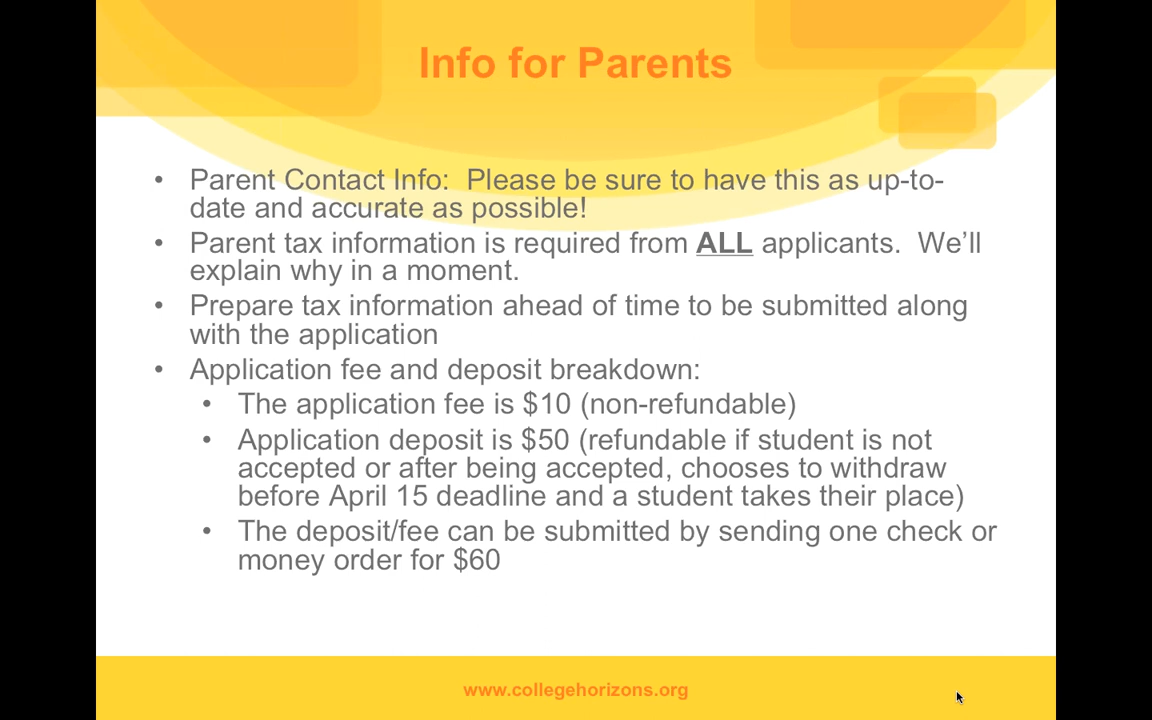 Info for Parents
• Parent Contact Info:  Please be sure to have this as up-to-
date and accurate as possible!
• Parent tax information is required from ALL applicants.  We’ll
explain why in a moment.
• Prepare tax information ahead of time to be submitted along
with the application
• Application fee and deposit breakdown:
• The application fee is $10 (non-refundable)
• Application deposit is $50 (refundable if student is not
accepted or after being accepted, chooses to withdraw
before April 15 deadline and a student takes their place)
• The deposit/fee can be submitted by sending one check or
money order for $60
www.collegehorizons.org